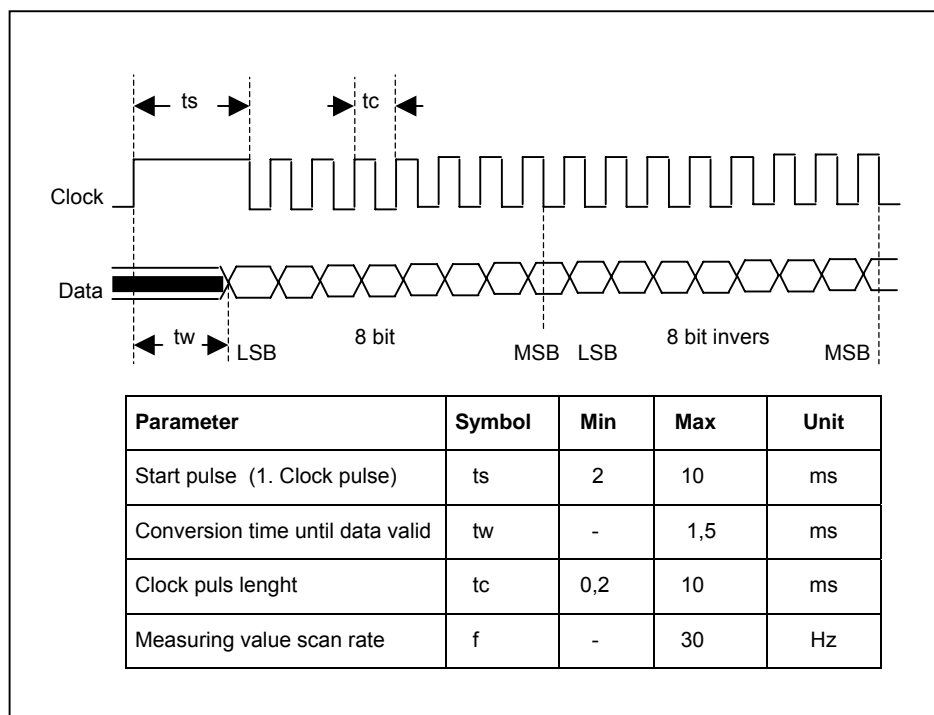 ts tc
Clock
Data
tw LSB 8 bit MSB LSB 8 bit invers MSB
Parameter Symbol Min Max Unit
Start pulse (1. Clock pulse) ts 2 10 ms
Conversion time until data valid tw - 1,5 ms
Clock puls lenght tc 0,2 10 ms
Measuring value scan rate f - 30 Hz